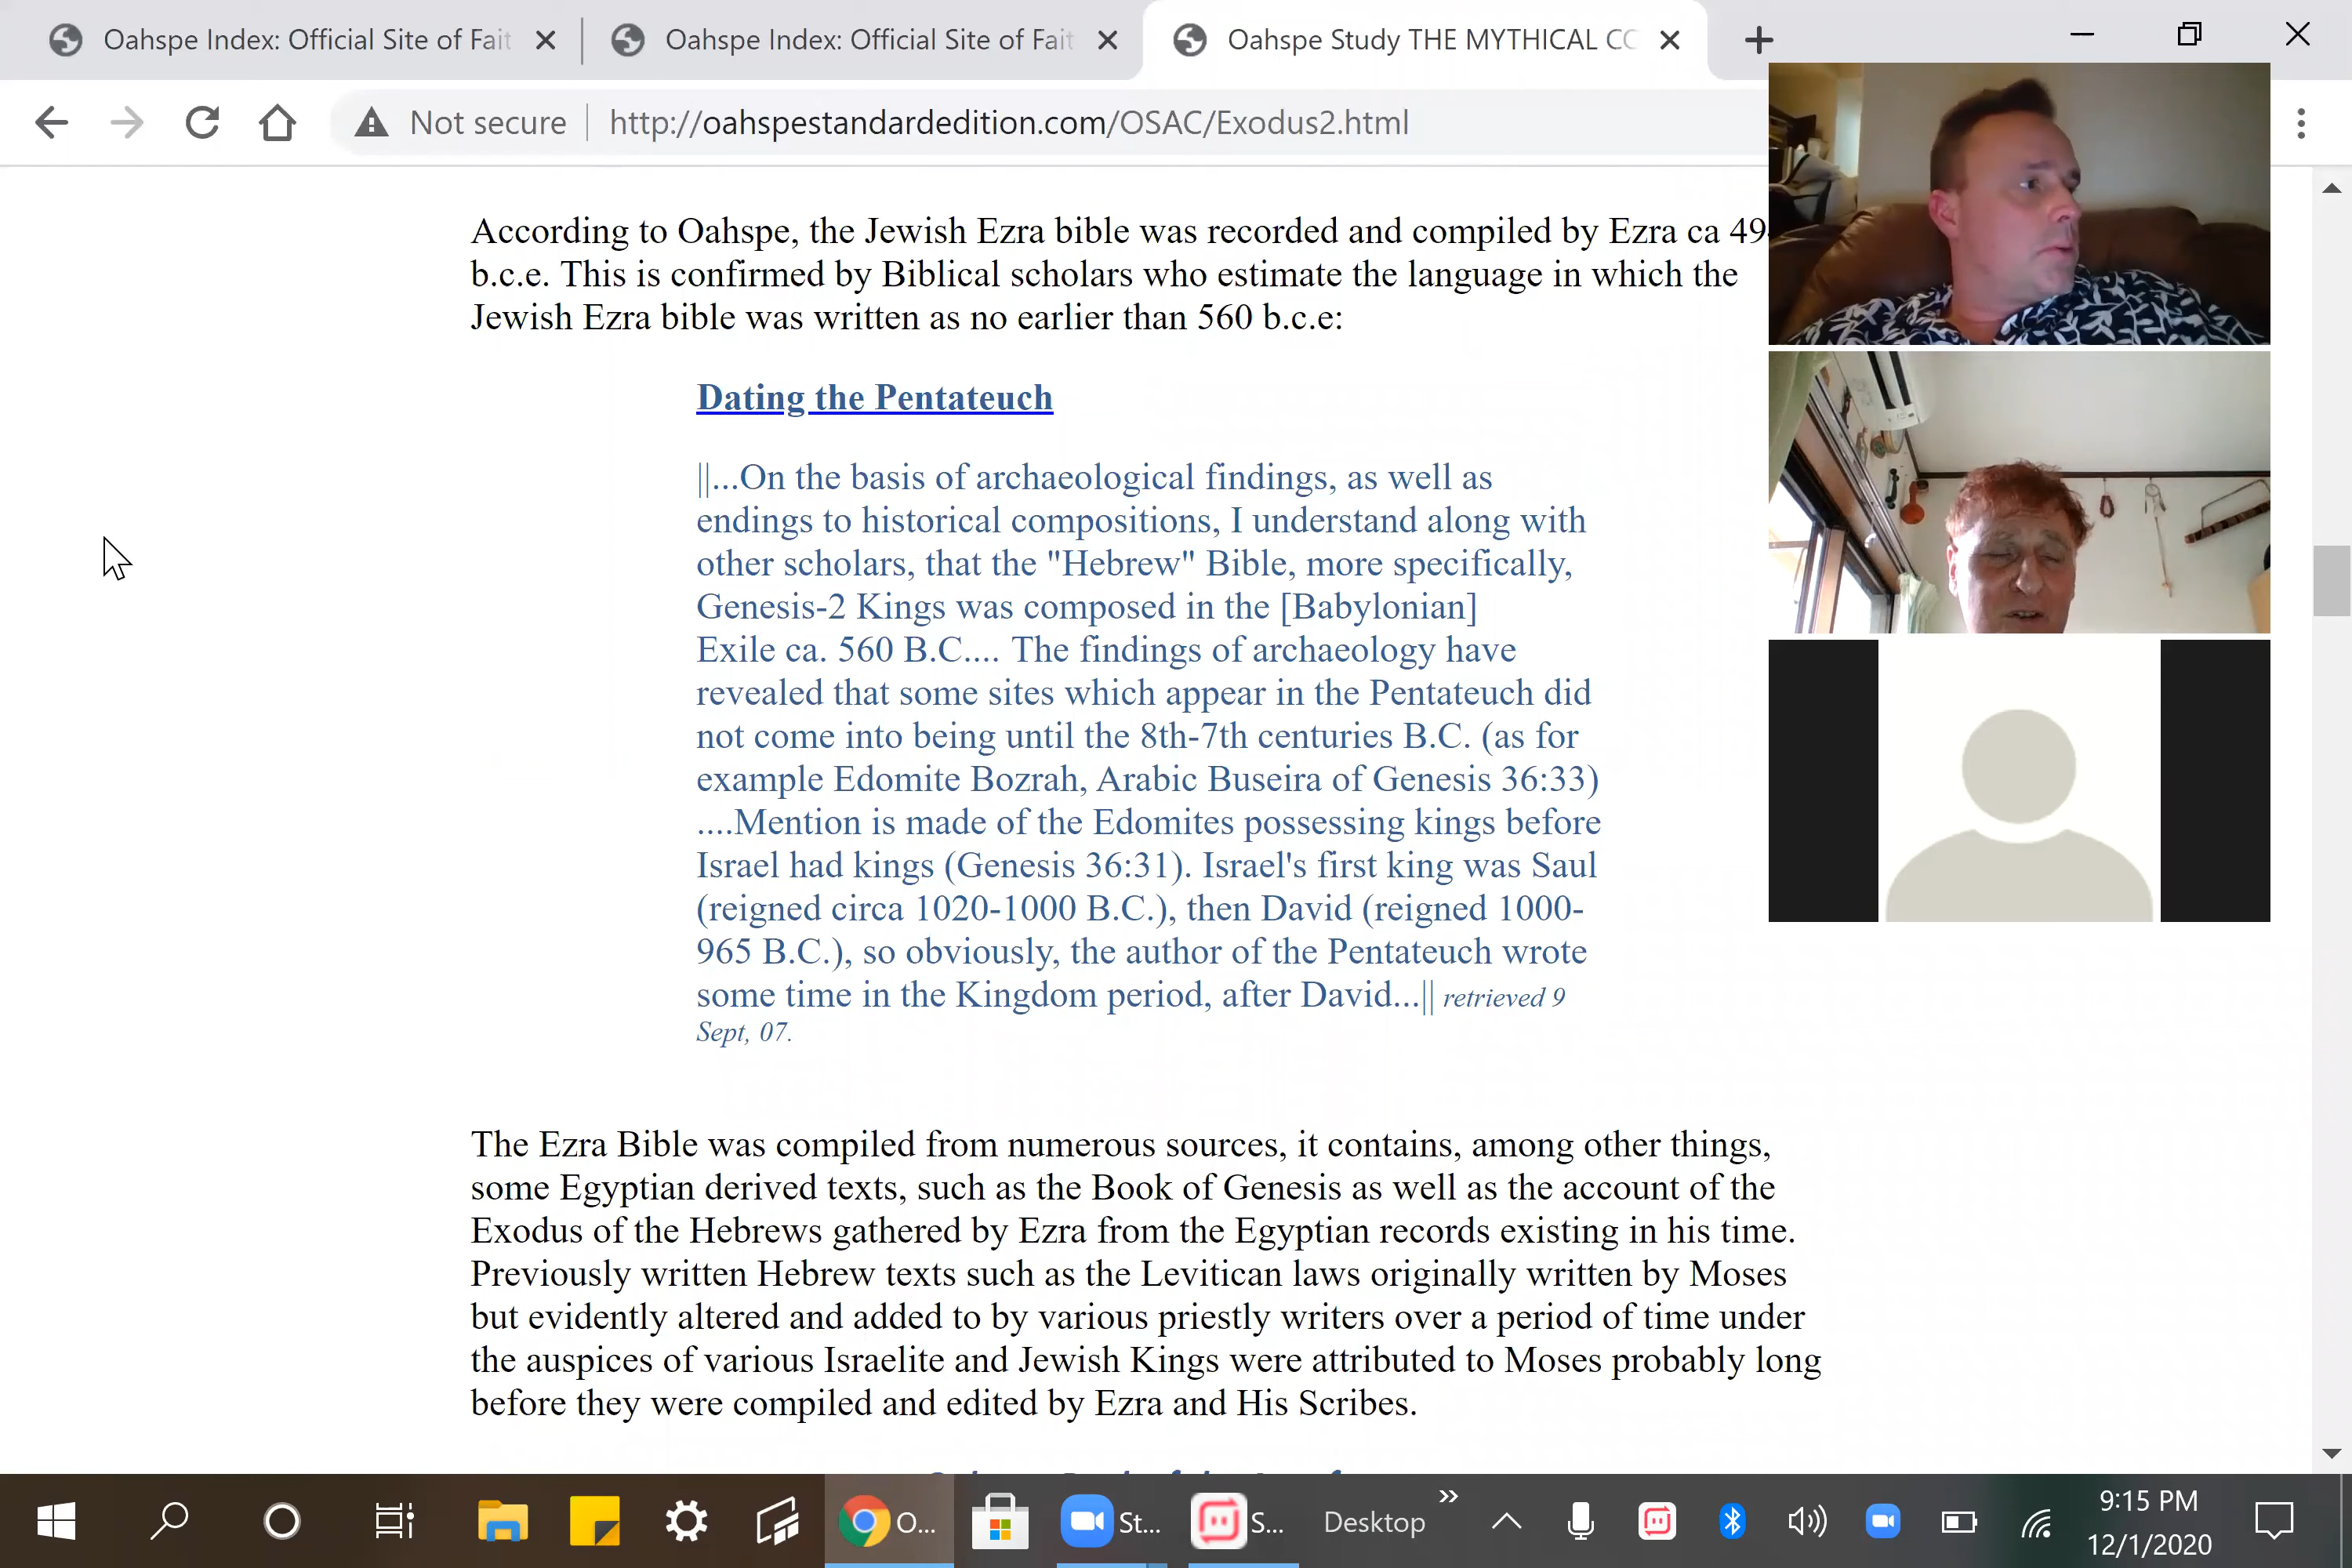 Oahspe Index: Official Site of Fait
Oahspe Index: Official Site of Fait
Oahspe Study THE MYTHICAL CO
Not secure
http://oahspestandardedition.com/OSAC/Exodus2.html
According to Oahspe, the Jewish Ezra bible was recorded and compiled by Ezra ca 49
b.c.e. This is confirmed by Biblical scholars who estimate the language in which the
Jewish Ezra bible was written as no earlier than 560 b.c.e:
Dating the Pentateuch
||...On the basis of archaeological findings, as well as
endings to historical compositions, I understand along with
other scholars, that the "Hebrew" Bible, more specifically,
Genesis-2 Kings was composed in the [Babylonian]
Exile ca. 560 B.C.... The findings of archaeology have
revealed that some sites which appear in the Pentateuch did
not come into being until the 8th-7th centuries B.C. (as for
example Edomite Bozrah, Arabic Buseira of Genesis 36:33)
....Mention is made of the Edomites possessing kings before
Israel had kings (Genesis 36:31). Israel's first king was Saul
(reigned circa 1020-1000 B.C.), then David (reigned 1000-
965 B.C.), so obviously, the author of the Pentateuch wrote
some time in the Kingdom period, after David...|| retrieved 9
Sept, 07.
The Ezra Bible was compiled from numerous sources, it contains, among other things,
some Egyptian derived texts, such as the Book of Genesis as well as the account of the
Exodus of the Hebrews gathered by Ezra from the Egyptian records existing in his time.
Previously written Hebrew texts such as the Levitican laws originally written by Moses
but evidently altered and added to by various priestly writers over a period of time under
the auspices of various Israelite and Jewish Kings were attributed to Moses probably long
before they were compiled and edited by Ezra and His Scribes.
O...
St...
S...
Desktop
9:15 PM
12/1/2020